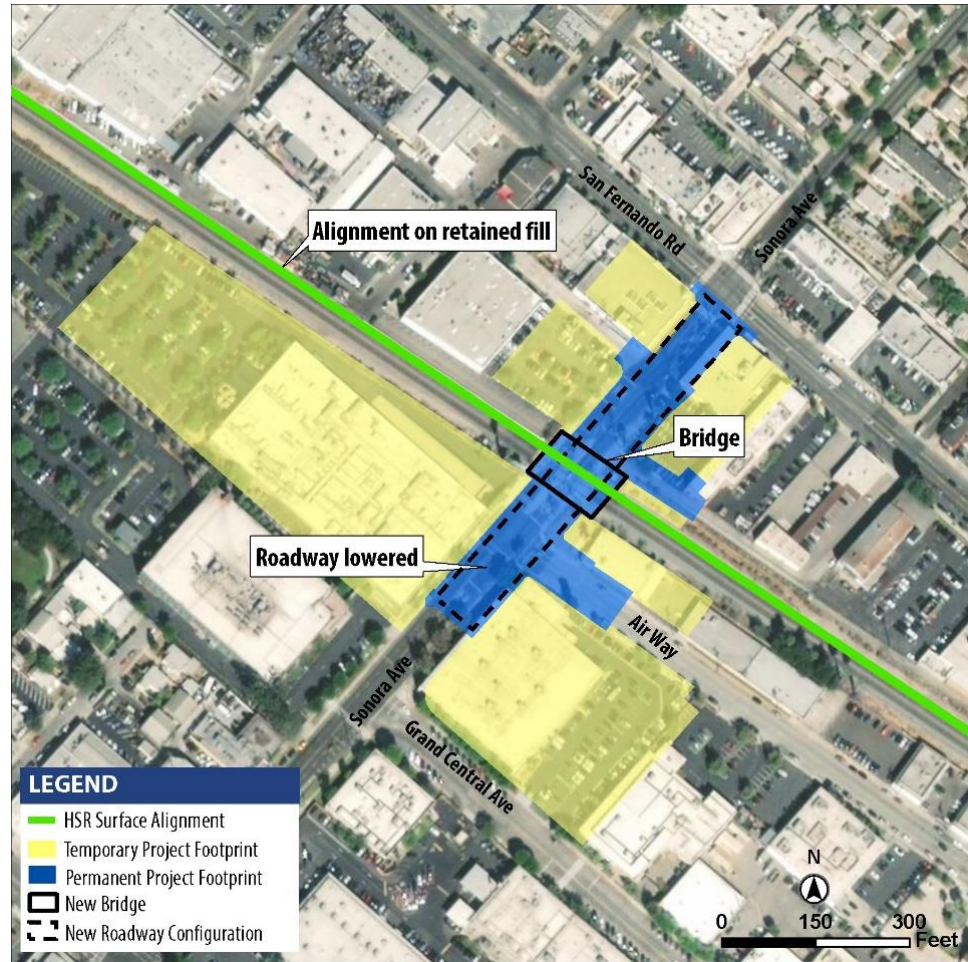 San Fernando Rd
Sonora Ave
Alignment on retained fill
Bridge
Roadway lowered
Air Way
Sonora Ave
Grand Central Ave
LEGEND
HSR Surface Alignment
Temporary Project Footprint
Permanent Project Footprint
New Bridge
New Roadway Configuration
N
0 150 300
Feet